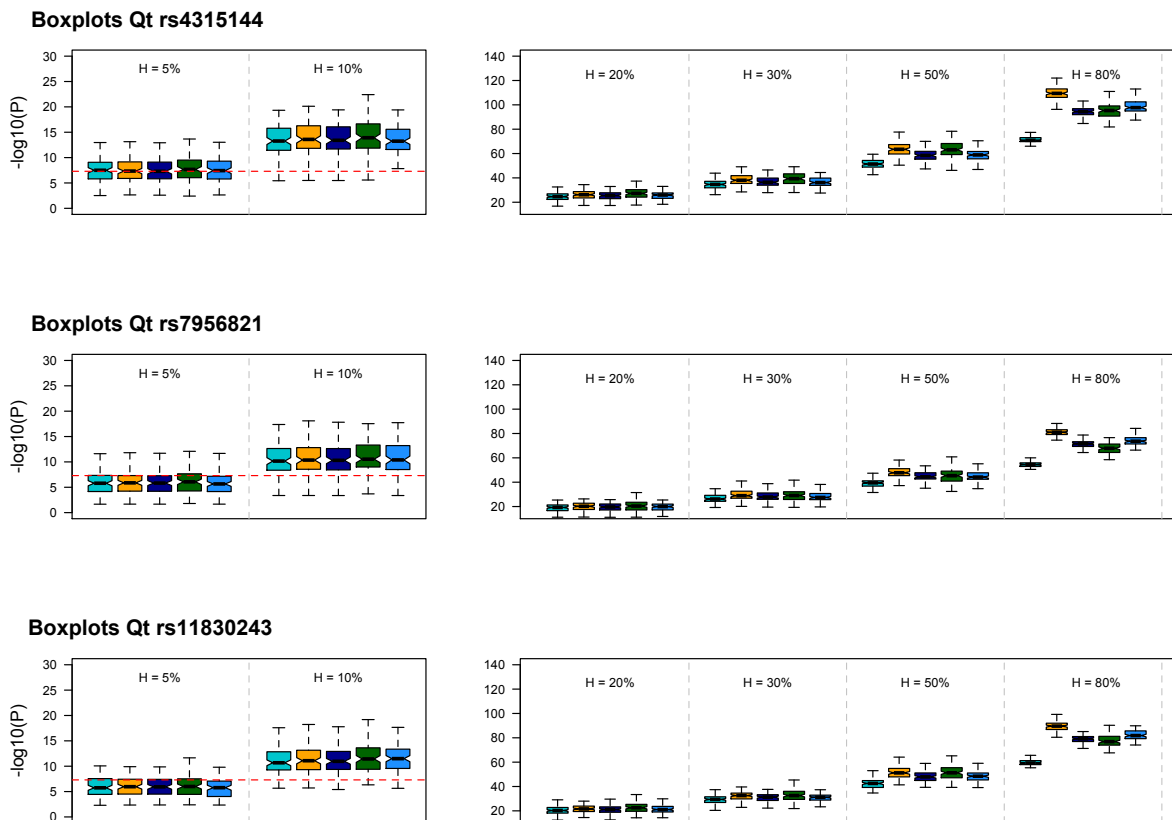 Boxplots Qt rs4315144
-log10(P)
30
25
20
15
10
5
0
H = 5%
H = 10%
140
120
100
80
60
40
20
H = 20%
H = 30%
H = 50%
H = 80%
Boxplots Qt rs7956821
-log10(P)
30
25
20
15
10
5
0
H = 5%
H = 10%
140
120
100
80
60
40
20
H = 20%
H = 30%
H = 50%
H = 80%
Boxplots Qt rs11830243
-log10(P)
30
25
20
15
10
5
0
H = 5%
H = 10%
140
120
100
80
60
40
20
H = 20%
H = 30%
H = 50%
H = 80%